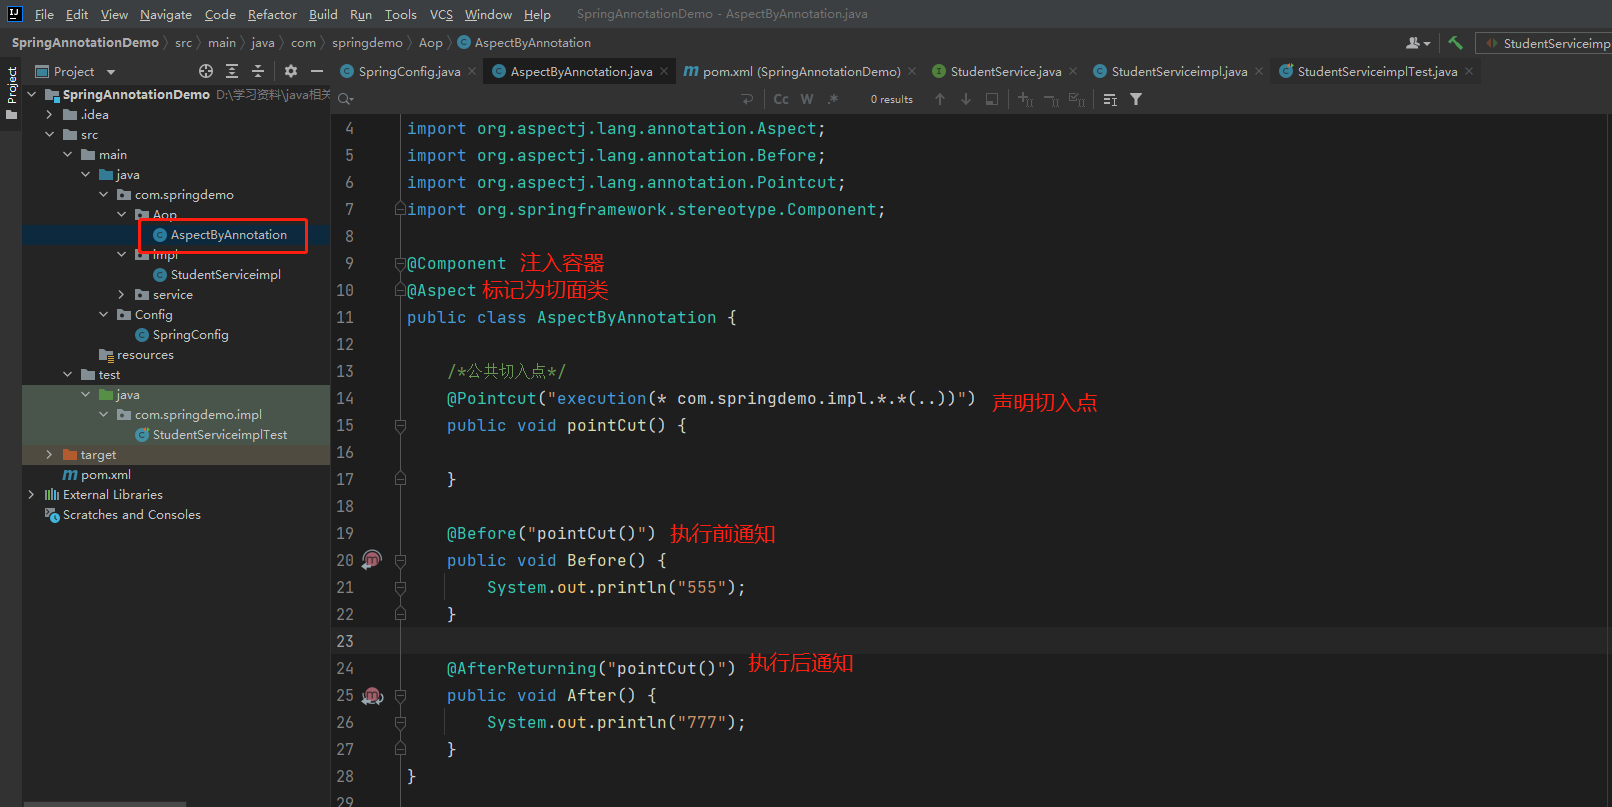 File Edit View Navigate Code Refactor Build Run Tools VCS Window Help SpringAnnotationDemo - AspectByAnnotation.java
SpringAnnotationDemo src main java com springdemo Aop AspectByAnnotation StudentServiceimp
Project
Project
SpringConfig.java AspectByAnnotation.java pom.xml (SpringAnnotationDemo) StudentService.java StudentServiceimpl.java StudentServiceimplTest.java
Cc W .* 0 results
SpringAnnotationDemo D:\学习资料\java相关
.idea
src
main
java
com.springdemo
Aop
AspectByAnnotation
impl
StudentServiceimpl
service
Config
SpringConfig
resources
test
java
com.springdemo.impl
StudentServiceimplTest
target
pom.xml
External Libraries
Scratches and Consoles
4 import org.aspectj.lang.annotation.Aspect;
5 import org.aspectj.lang.annotation.Before;
6 import org.aspectj.lang.annotation.Pointcut;
7 import org.springframework.stereotype.Component;
8
9 @Component 注入容器
10 @Aspect 标记为切面类
11 public class AspectByAnnotation {
12
13 /*公共切入点*/
14 @Pointcut("execution(* com.springdemo.impl.*.*(..))") 声明切入点
15 public void pointCut() {
16
17 }
18
19 @Before("pointCut()") 执行前通知
20 public void Before() {
21 System.out.println("555");
22 }
23
24 @AfterReturning("pointCut()") 执行后通知
25 public void After() {
26 System.out.println("777");
27 }
28 }
29